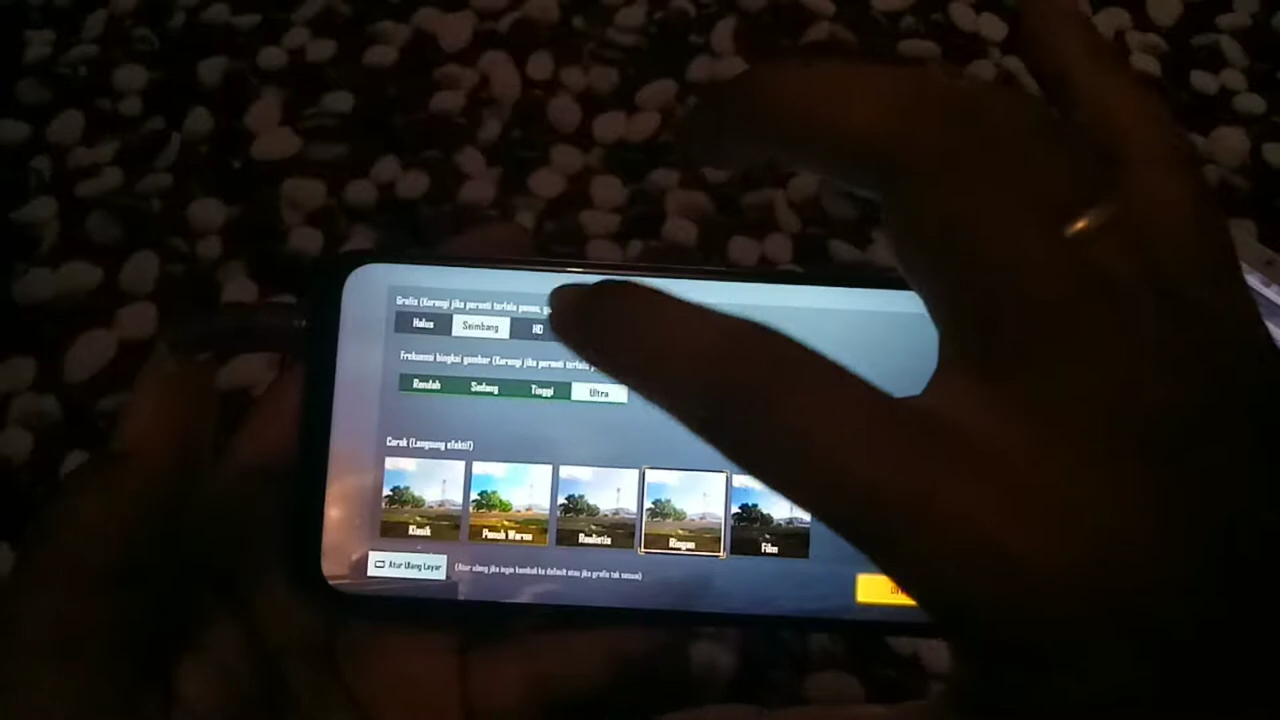 Grafis (Kurangi jika peranti terlalu panas,
Halus Seimbang HD
Frekuensi bingkai gambar (Kurangi jika peranti terlalu
Rendah Sedang Tinggi Ultra
Corak (Langsung efektif)
Klasik Penuh Warna Realistis Ringan Film
Atur Ulang Layar (Atur ulang jika ingin kembali ke default atau jika grafis tak sesuai)